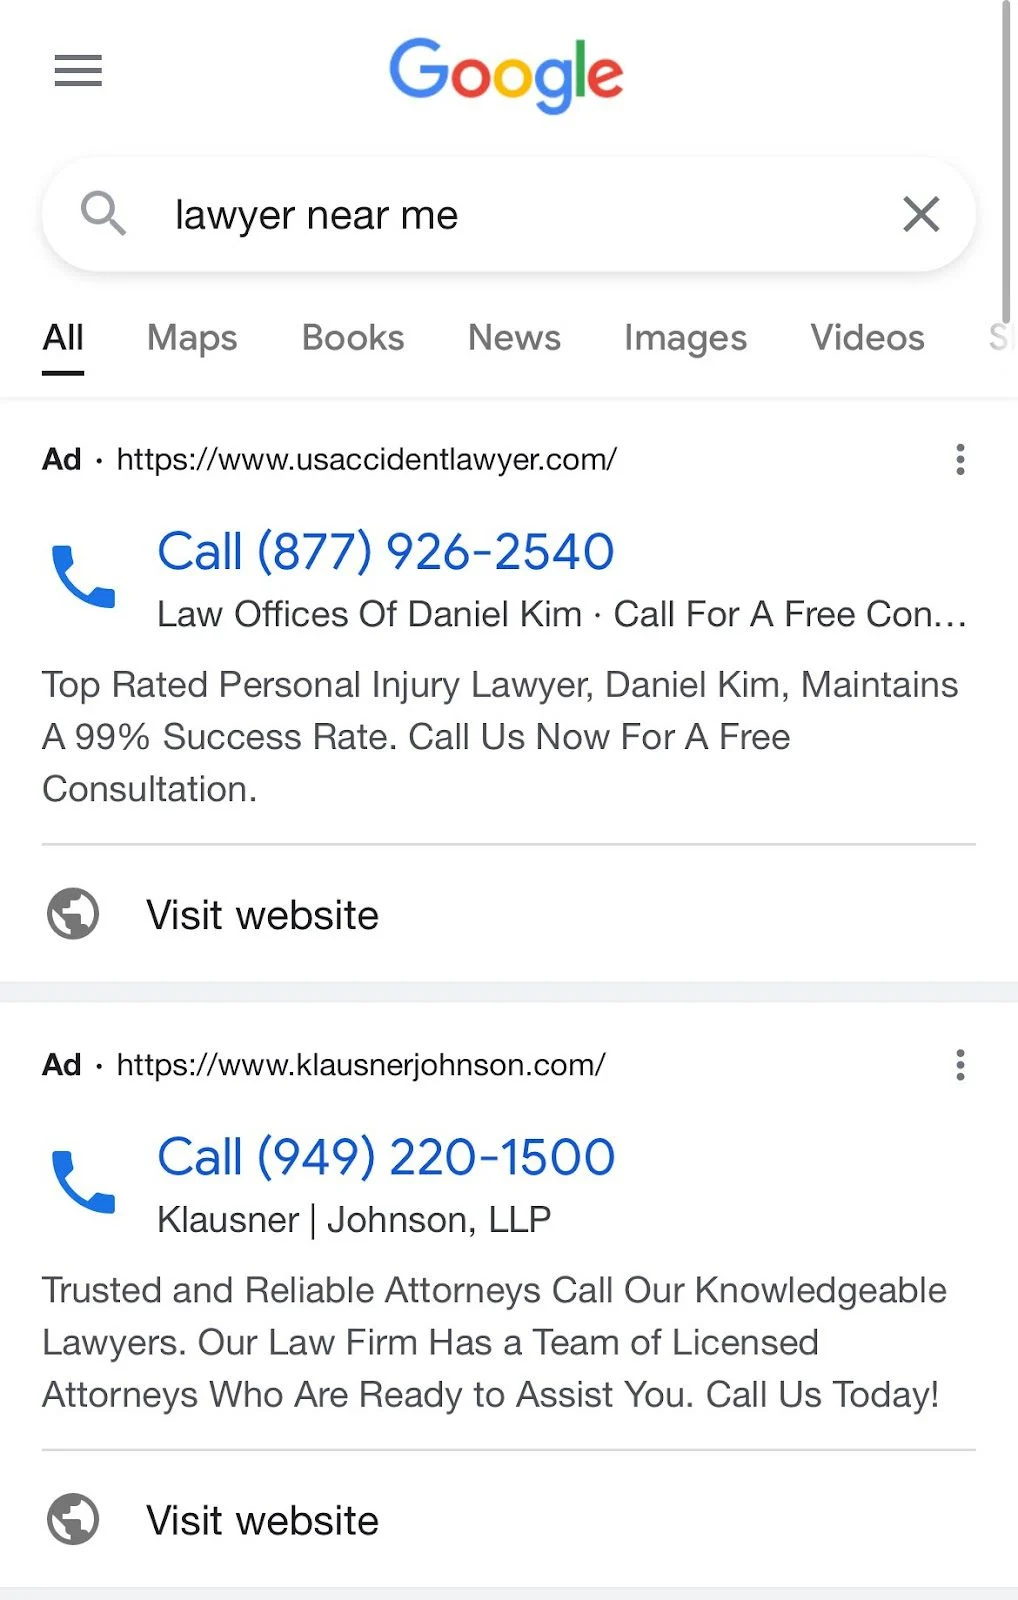 Google
lawyer near me
All Maps Books News Images Videos
Ad · https://www.usaccidentlawyer.com/
Call (877) 926-2540
Law Offices Of Daniel Kim · Call For A Free Con...
Top Rated Personal Injury Lawyer, Daniel Kim, Maintains
A 99% Success Rate. Call Us Now For A Free
Consultation.
Visit website
Ad · https://www.klausnerjohnson.com/
Call (949) 220-1500
Klausner | Johnson, LLP
Trusted and Reliable Attorneys Call Our Knowledgeable
Lawyers. Our Law Firm Has a Team of Licensed
Attorneys Who Are Ready to Assist You. Call Us Today!
Visit website